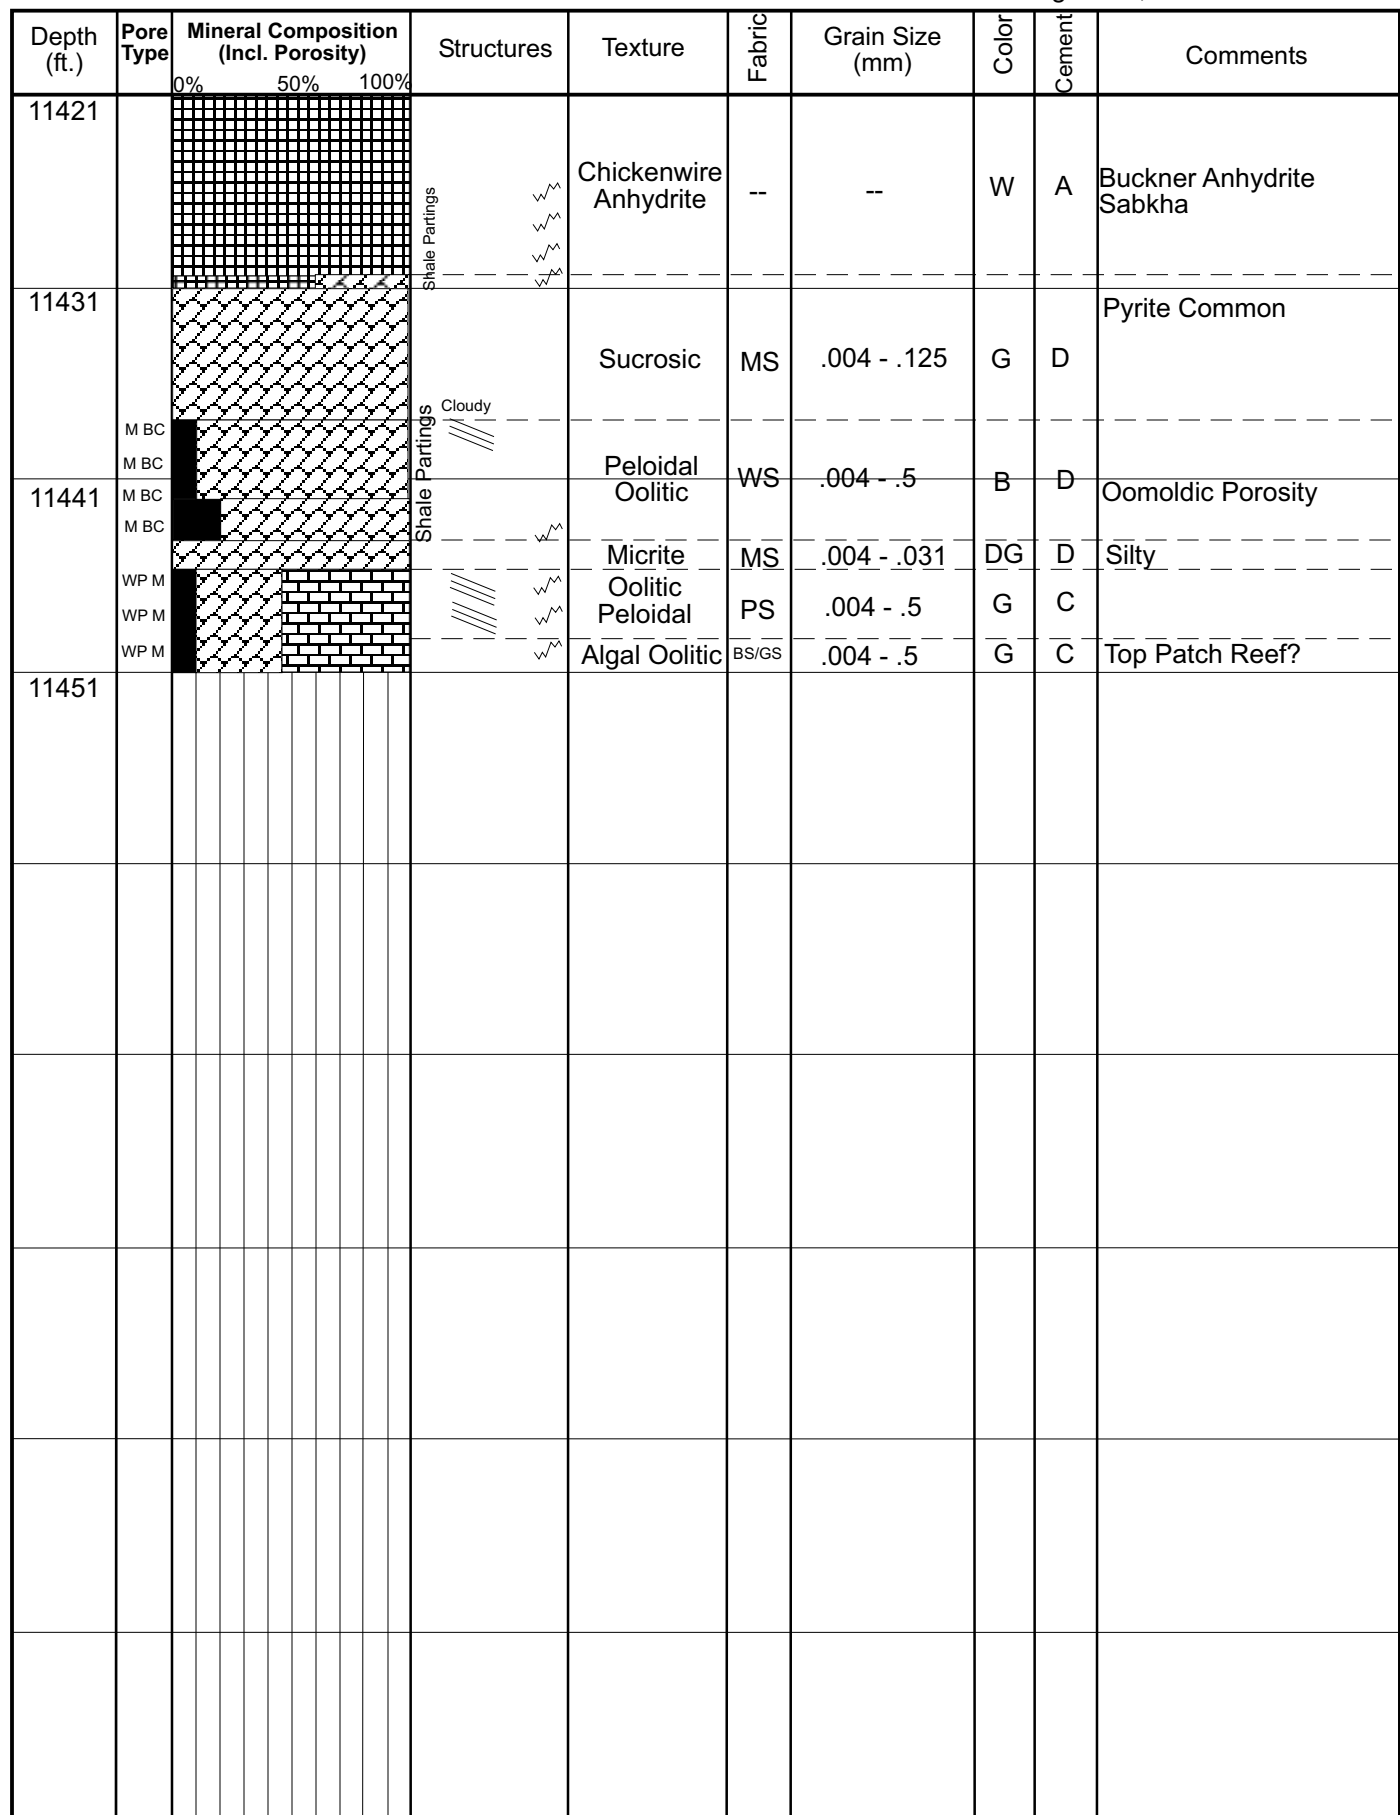 Depth
(ft.)
Pore
Type
Mineral Composition
(Incl. Porosity)
0% 50% 100%
Structures
Texture
Fabric
Grain Size
(mm)
Color
Cement
Comments
11421
Shale Partings
Chickenwire
Anhydrite
--
--
W
A
Buckner Anhydrite
Sabkha
11431
Pyrite Common
Sucrosic
MS
.004 - .125
G
D
Cloudy
Shale Partings
M BC
M BC
Peloidal
Oolitic
WS
.004 - .5
B
D
11441
M BC
M BC
Oomoldic Porosity
Micrite
MS
.004 - .031
DG
D
Silty
WP M
WP M
Oolitic
Peloidal
PS
.004 - .5
G
C
WP M
Algal Oolitic
BS/GS
.004 - .5
G
C
Top Patch Reef?
11451